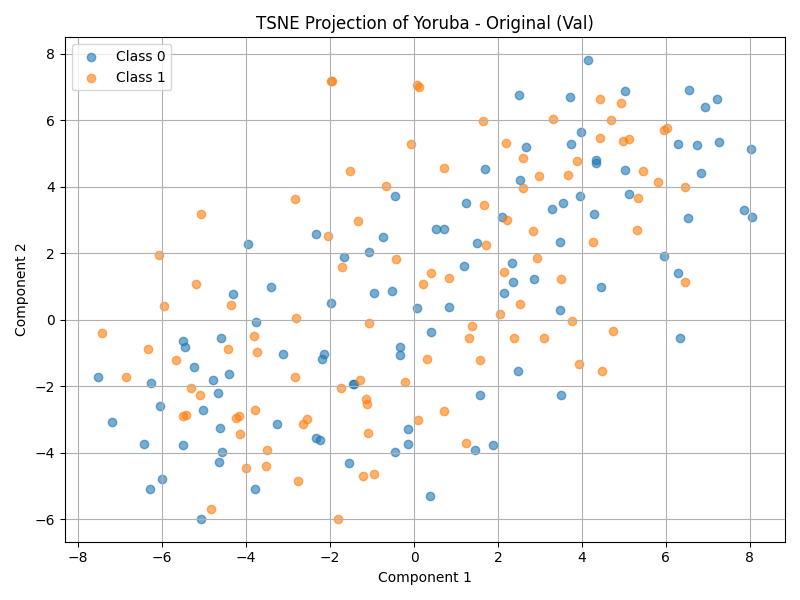 TSNE Projection of Yoruba - Original (Val)
Class 0
Class 1
8
6
4
2
0
−2
−4
−6
Component 2
−8 −6 −4 −2 0 2 4 6 8
Component 1